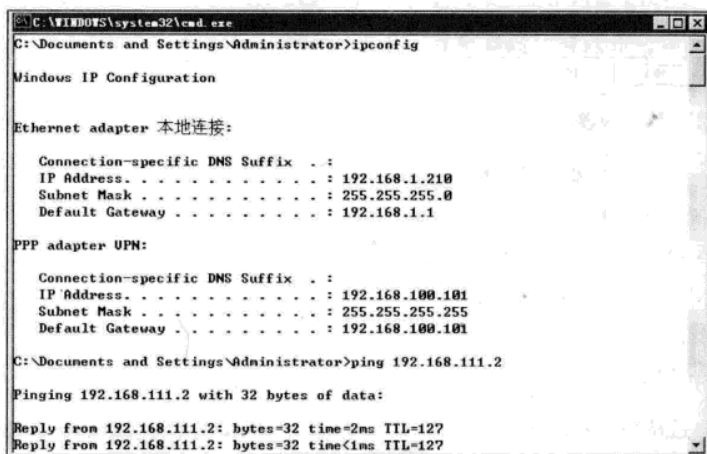 C:\WINDOWS\system32\cmd.exe
C:\Documents and Settings\Administrator>ipconfig
Windows IP Configuration
Ethernet adapter 本地连接:
Connection-specific DNS Suffix . :
IP Address. . . . . . . . . . . . : 192.168.1.210
Subnet Mask . . . . . . . . . . . : 255.255.255.0
Default Gateway . . . . . . . . . : 192.168.1.1
PPP adapter VPN:
Connection-specific DNS Suffix . :
IP Address. . . . . . . . . . . . : 192.168.100.101
Subnet Mask . . . . . . . . . . . : 255.255.255.255
Default Gateway . . . . . . . . . : 192.168.100.101
C:\Documents and Settings\Administrator>ping 192.168.111.2
Pinging 192.168.111.2 with 32 bytes of data:
Reply from 192.168.111.2: bytes=32 time=2ms TTL=127
Reply from 192.168.111.2: bytes=32 time<1ms TTL=127